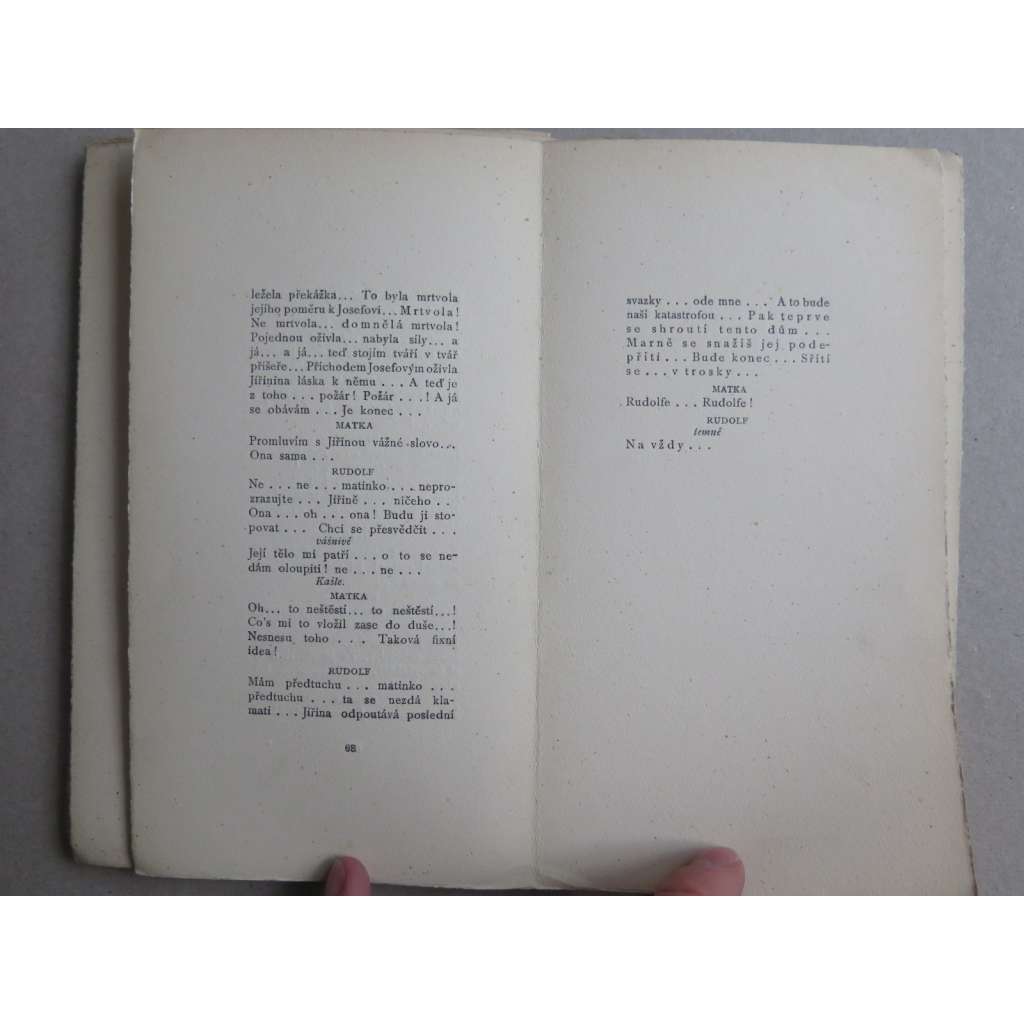 ležela překážka... To byla mrtvola
jejího poměru k Josefovi... Mrtvola!
Ne mrtvola... domnělá mrtvola!
Pojednou oživla... nabyla síly... a
já... a já... teď stojím tváří v tvář
příšeře... Příchodem Josefovým oživla
Jiřinina láska k němu... A teď je
z toho... požár! Požár...! A já
se obávám... Je konec...
MATKA
Promluvím s Jiřinou vážné slovo...
Ona sama...
RUDOLF
Ne... ne... matinko... nepro-
zrazujte... Jiřině... ničeho..
Ona... oh... ona! Budu ji sto-
povat... Chci se přesvědčit...
vášnivě
Její tělo mi patří... o to se ne-
dám oloupiti! ne... ne...
Kašle.
MATKA
Oh... to neštěstí... to neštěstí...!
Co's mi to vložil zase do duše...!
Nesnesu toho... Taková fixní
idea!
RUDOLF
Mám předtuchu... matinko...
předtuchu... ta se nezdá kla-
mati... Jiřina odpoutává poslední
68
svazky... ode mne...' A to bude
naší katastrofou... Pak teprve
se shroutí tento dům...
Marně se snažíš jej pode-
příti... Bude konec... Sřítí
se... v trosky...
MATKA
Rudolfe... Rudolfe!
RUDOLF
temně
Na vždy...